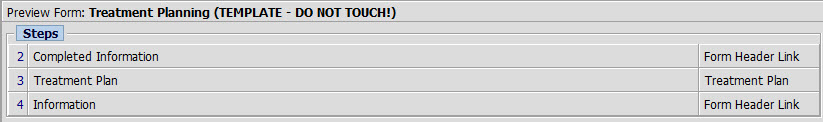 Preview Form: Treatment Planning (TEMPLATE - DO NOT TOUCH!)
Steps
2 Completed Information Form Header Link
3 Treatment Plan Treatment Plan
4 Information Form Header Link